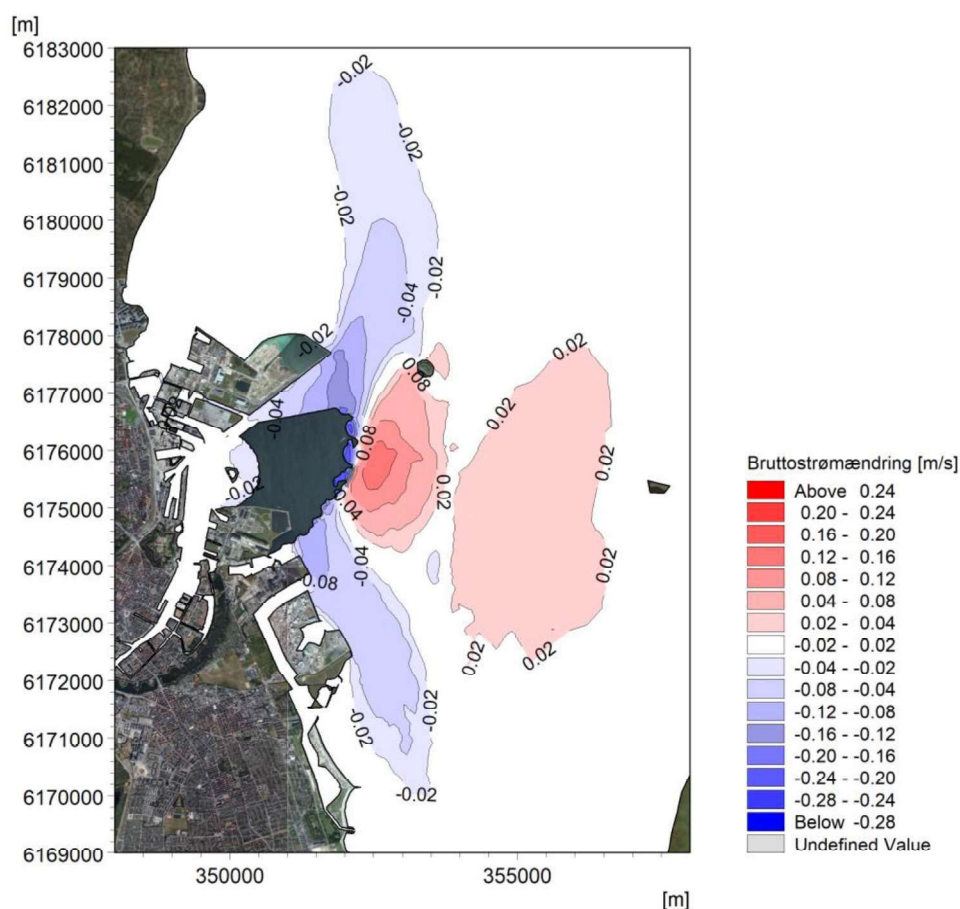 [m]
6183000
6182000
6181000
6180000
6179000
6178000
6177000
6176000
6175000
6174000
6173000
6172000
6171000
6170000
6169000
-0.02
-0.02
-0.02
-0.02
-0.04
-0.02
0.08
0.02
0.02
-0.04
-0.02
0.08
0.02
0.02
-0.02
-0.04
-0.04
0.08
0.02
0.02
0.02
-0.02
-0.02
-0.02
350000
355000
[m]
Bruttostrømændring [m/s]
Above 0.24
0.20 - 0.24
0.16 - 0.20
0.12 - 0.16
0.08 - 0.12
0.04 - 0.08
0.02 - 0.04
-0.02 - 0.02
-0.04 - -0.02
-0.08 - -0.04
-0.12 - -0.08
-0.16 - -0.12
-0.20 - -0.16
-0.24 - -0.20
-0.28 - -0.24
Below -0.28
Undefined Value